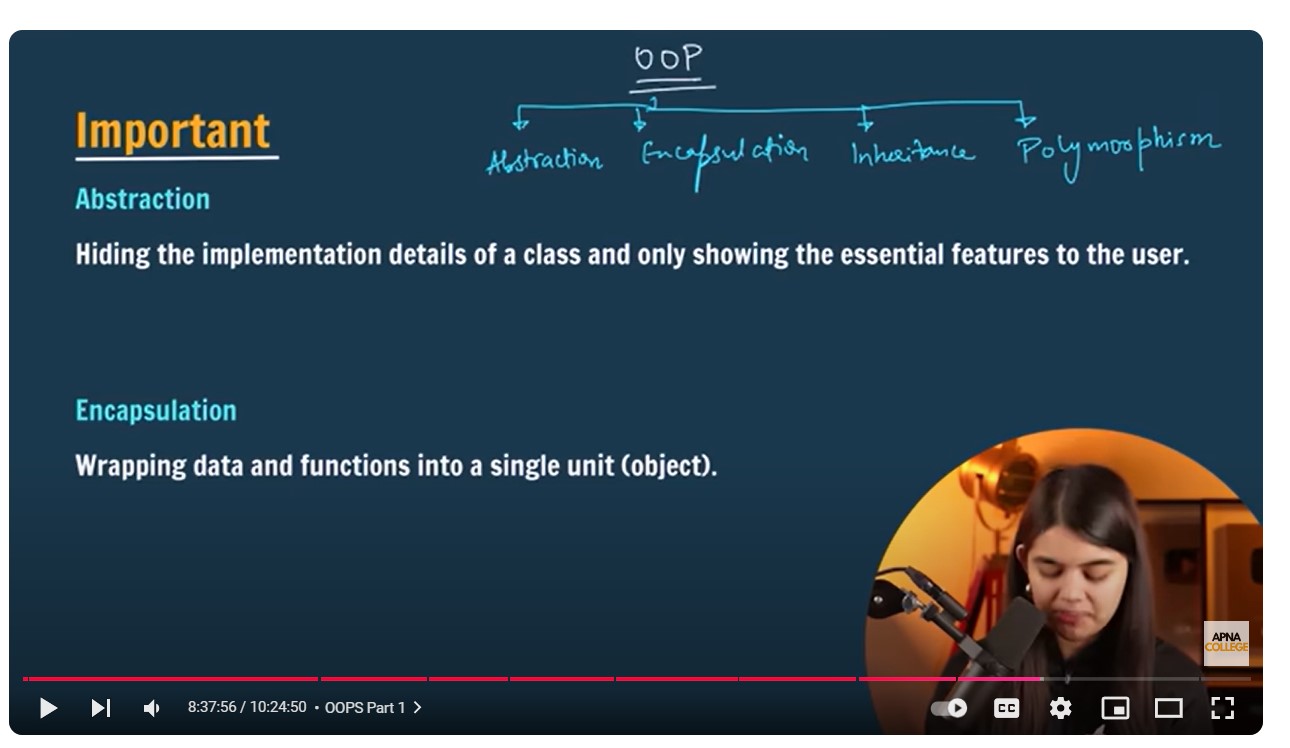 OOP
Abstraction Encapsulation Inheritance Polymorphism
Important
Abstraction
Hiding the implementation details of a class and only showing the essential features to the user.
Encapsulation
Wrapping data and functions into a single unit (object).
APNA
COLLEGE
8:37:56 / 10:24:50 • OOPS Part 1
CC